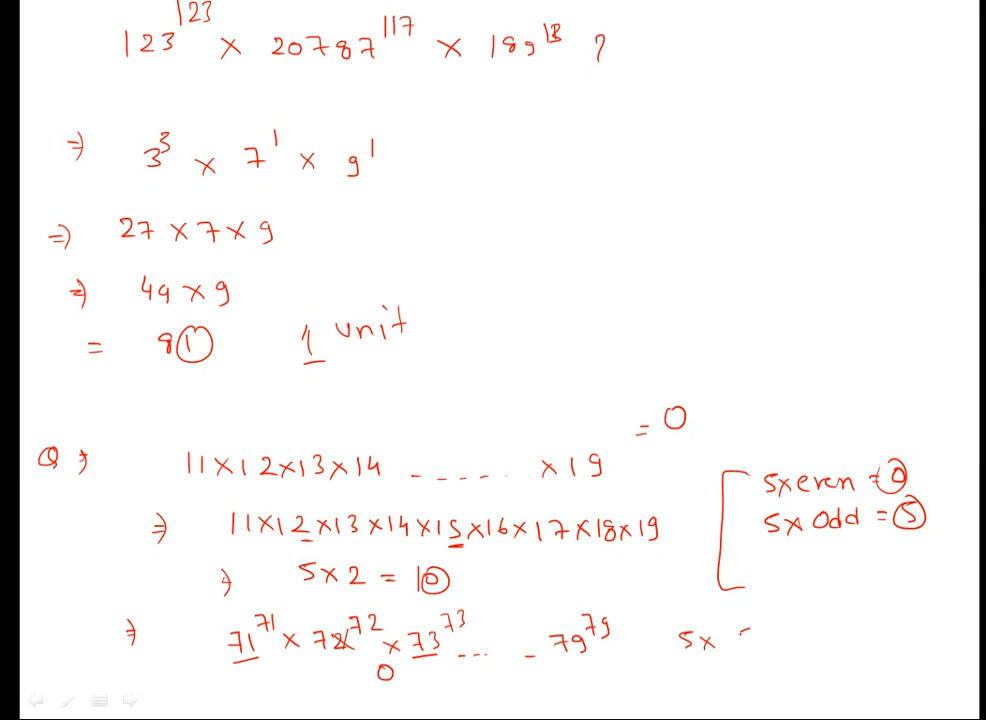 123^123 × 20787^117 × 189^13 ?
⇒ 3^3 × 7^1 × 9^1
⇒ 27 × 7 × 9
⇒ 49 × 9
= 81 1 unit
= 0
Q ⇒ 11×12×13×14 ------ ×19
⇒ 11×12×13×14×15×16×17×18×19
⇒ 5×2 = 10
5×even = 0
5×odd = 5
⇒ 71^71 × 72^72 × 73^73 --- - 79^79 5×
0